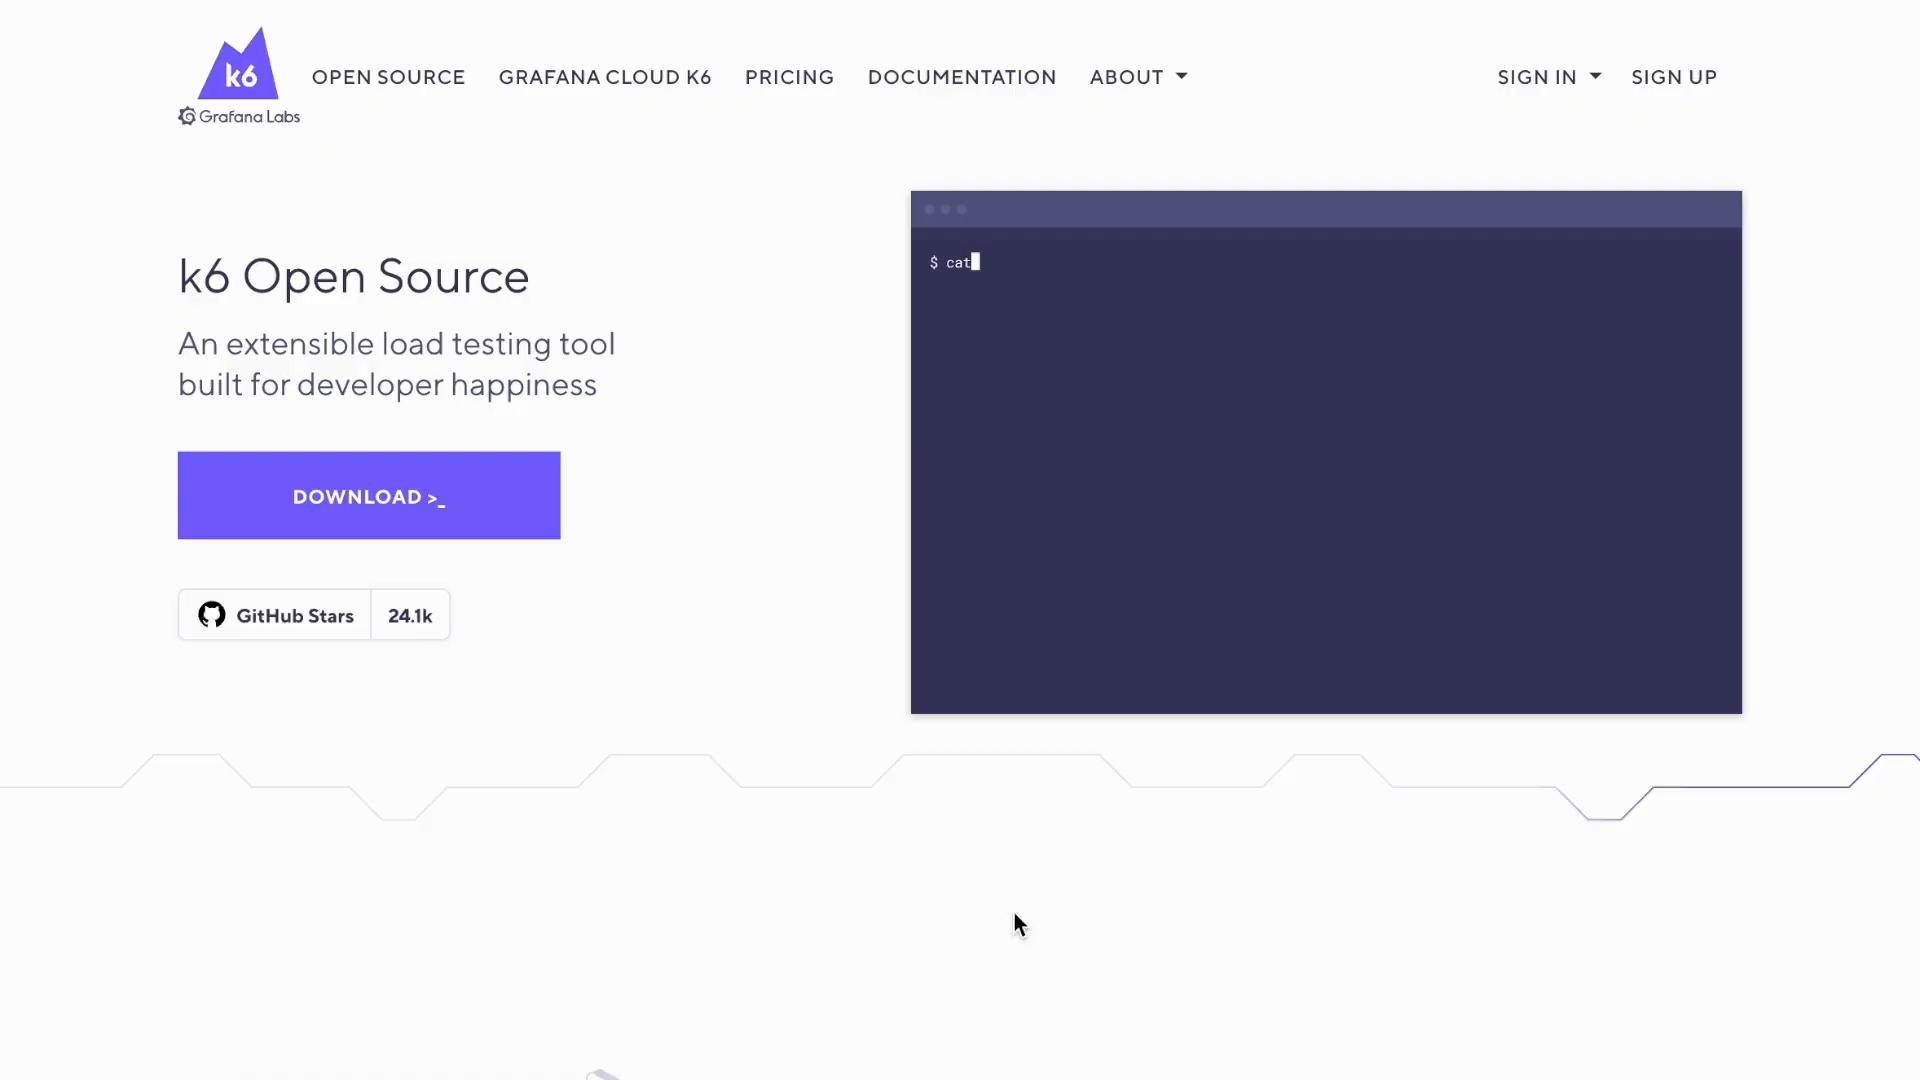 k6
Grafana Labs
OPEN SOURCE
GRAFANA CLOUD K6
PRICING
DOCUMENTATION
ABOUT
SIGN IN
SIGN UP
k6 Open Source
An extensible load testing tool
built for developer happiness
DOWNLOAD >_
GitHub Stars
24.1k
$ cat